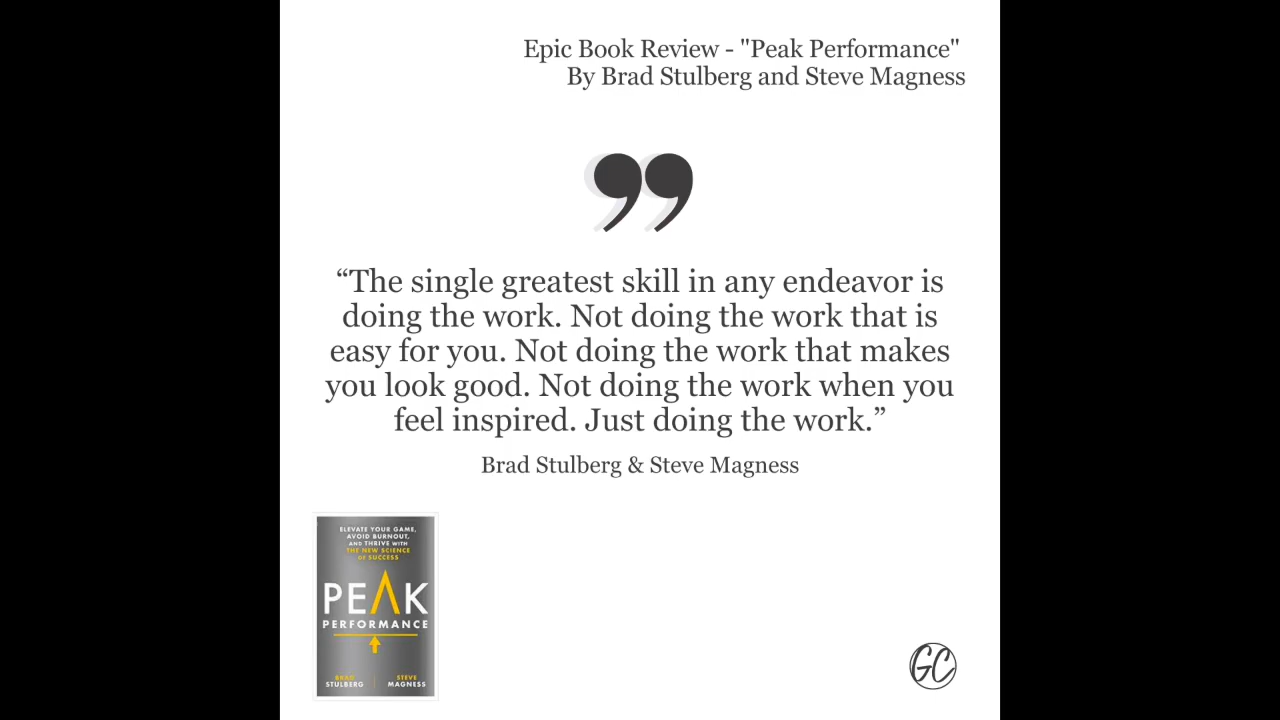 Epic Book Review - "Peak Performance"
By Brad Stulberg and Steve Magness
“The single greatest skill in any endeavor is
doing the work. Not doing the work that is
easy for you. Not doing the work that makes
you look good. Not doing the work when you
feel inspired. Just doing the work.”
Brad Stulberg & Steve Magness
ELEVATE YOUR GAME,
AVOID BURNOUT,
AND THRIVE WITH
THE NEW SCIENCE
OF SUCCESS
PEAK
PERFORMANCE
BRAD STULBERG
STEVE MAGNESS
GC